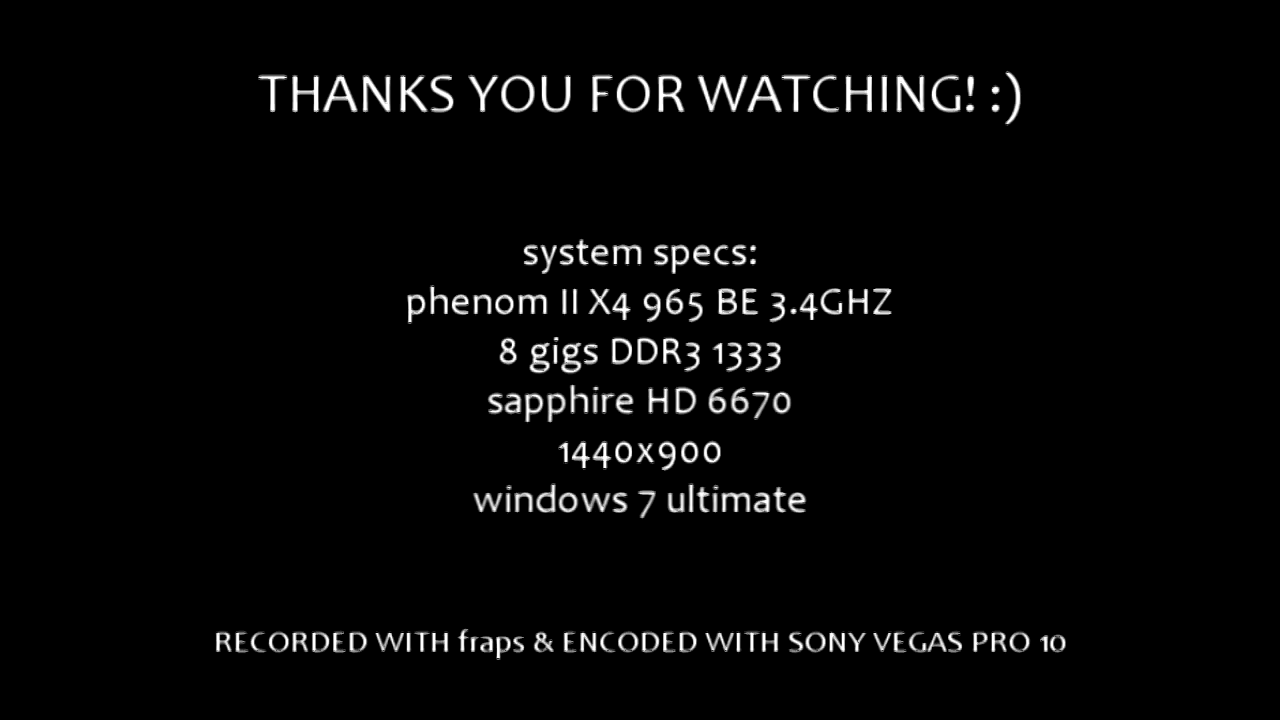 THANKS YOU FOR WATCHING! :)
system specs:
phenom II X4 965 BE 3.4GHZ
8 gigs DDR3 1333
sapphire HD 6670
1440x900
windows 7 ultimate
RECORDED WITH fraps & ENCODED WITH SONY VEGAS PRO 10